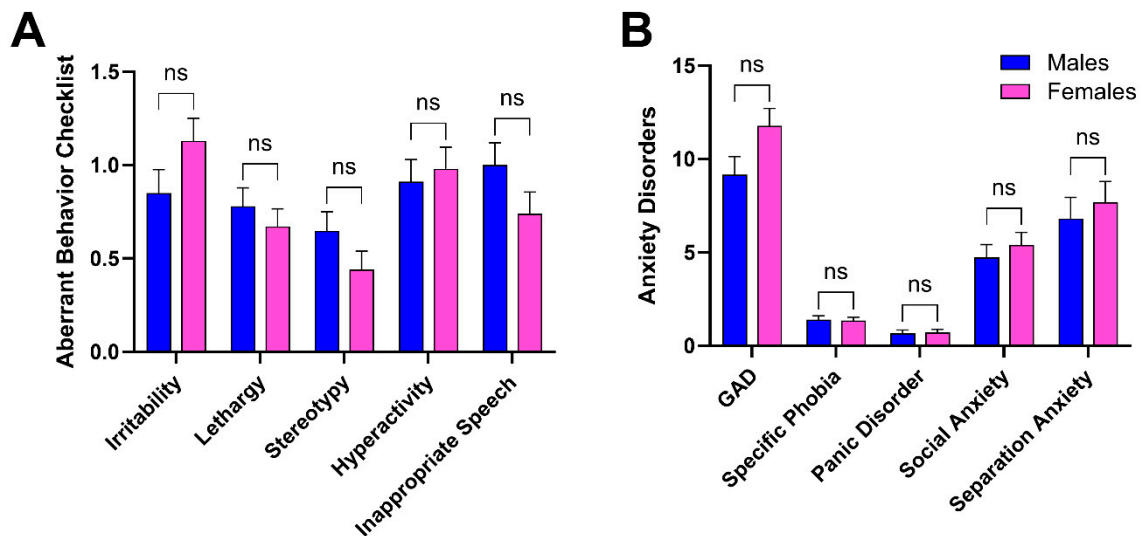 A
Aberrant Behavior Checklist
1.5
1.0
0.5
0.0
ns
ns
ns
ns
ns
Irritability
Lethargy
Stereotypy
Hyperactivity
Inappropriate Speech
B
Anxiety Disorders
15
10
5
0
ns
ns
ns
ns
ns
Males
Females
GAD
Specific Phobia
Panic Disorder
Social Anxiety
Separation Anxiety